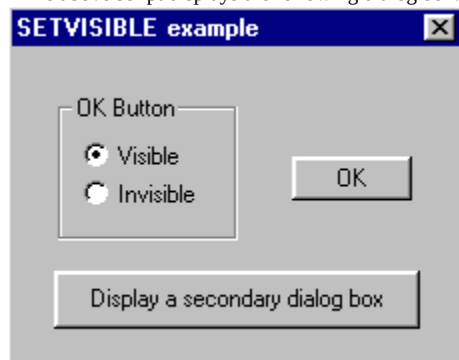 SETVISIBLE example
OK Button
Visible
Invisible
OK
Display a secondary dialog box